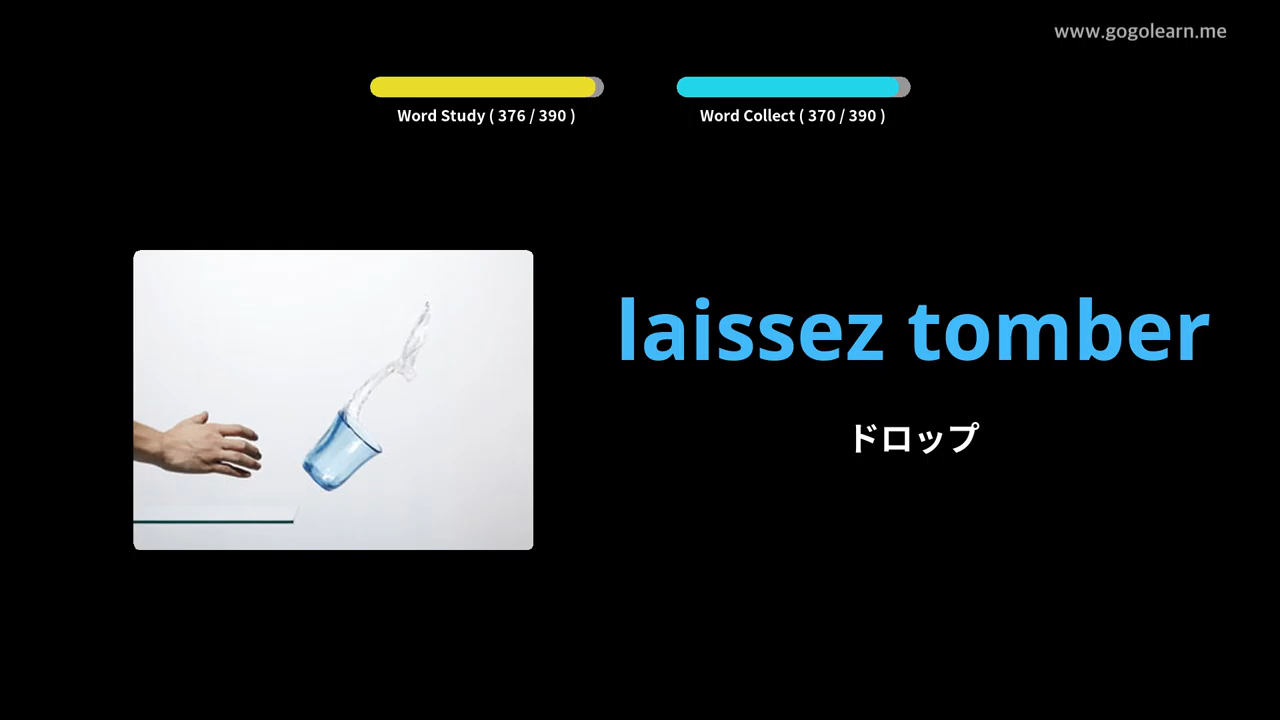 www.gogolearn.me
Word Study ( 376 / 390 )
Word Collect ( 370 / 390 )
laissez tomber
ドロップ